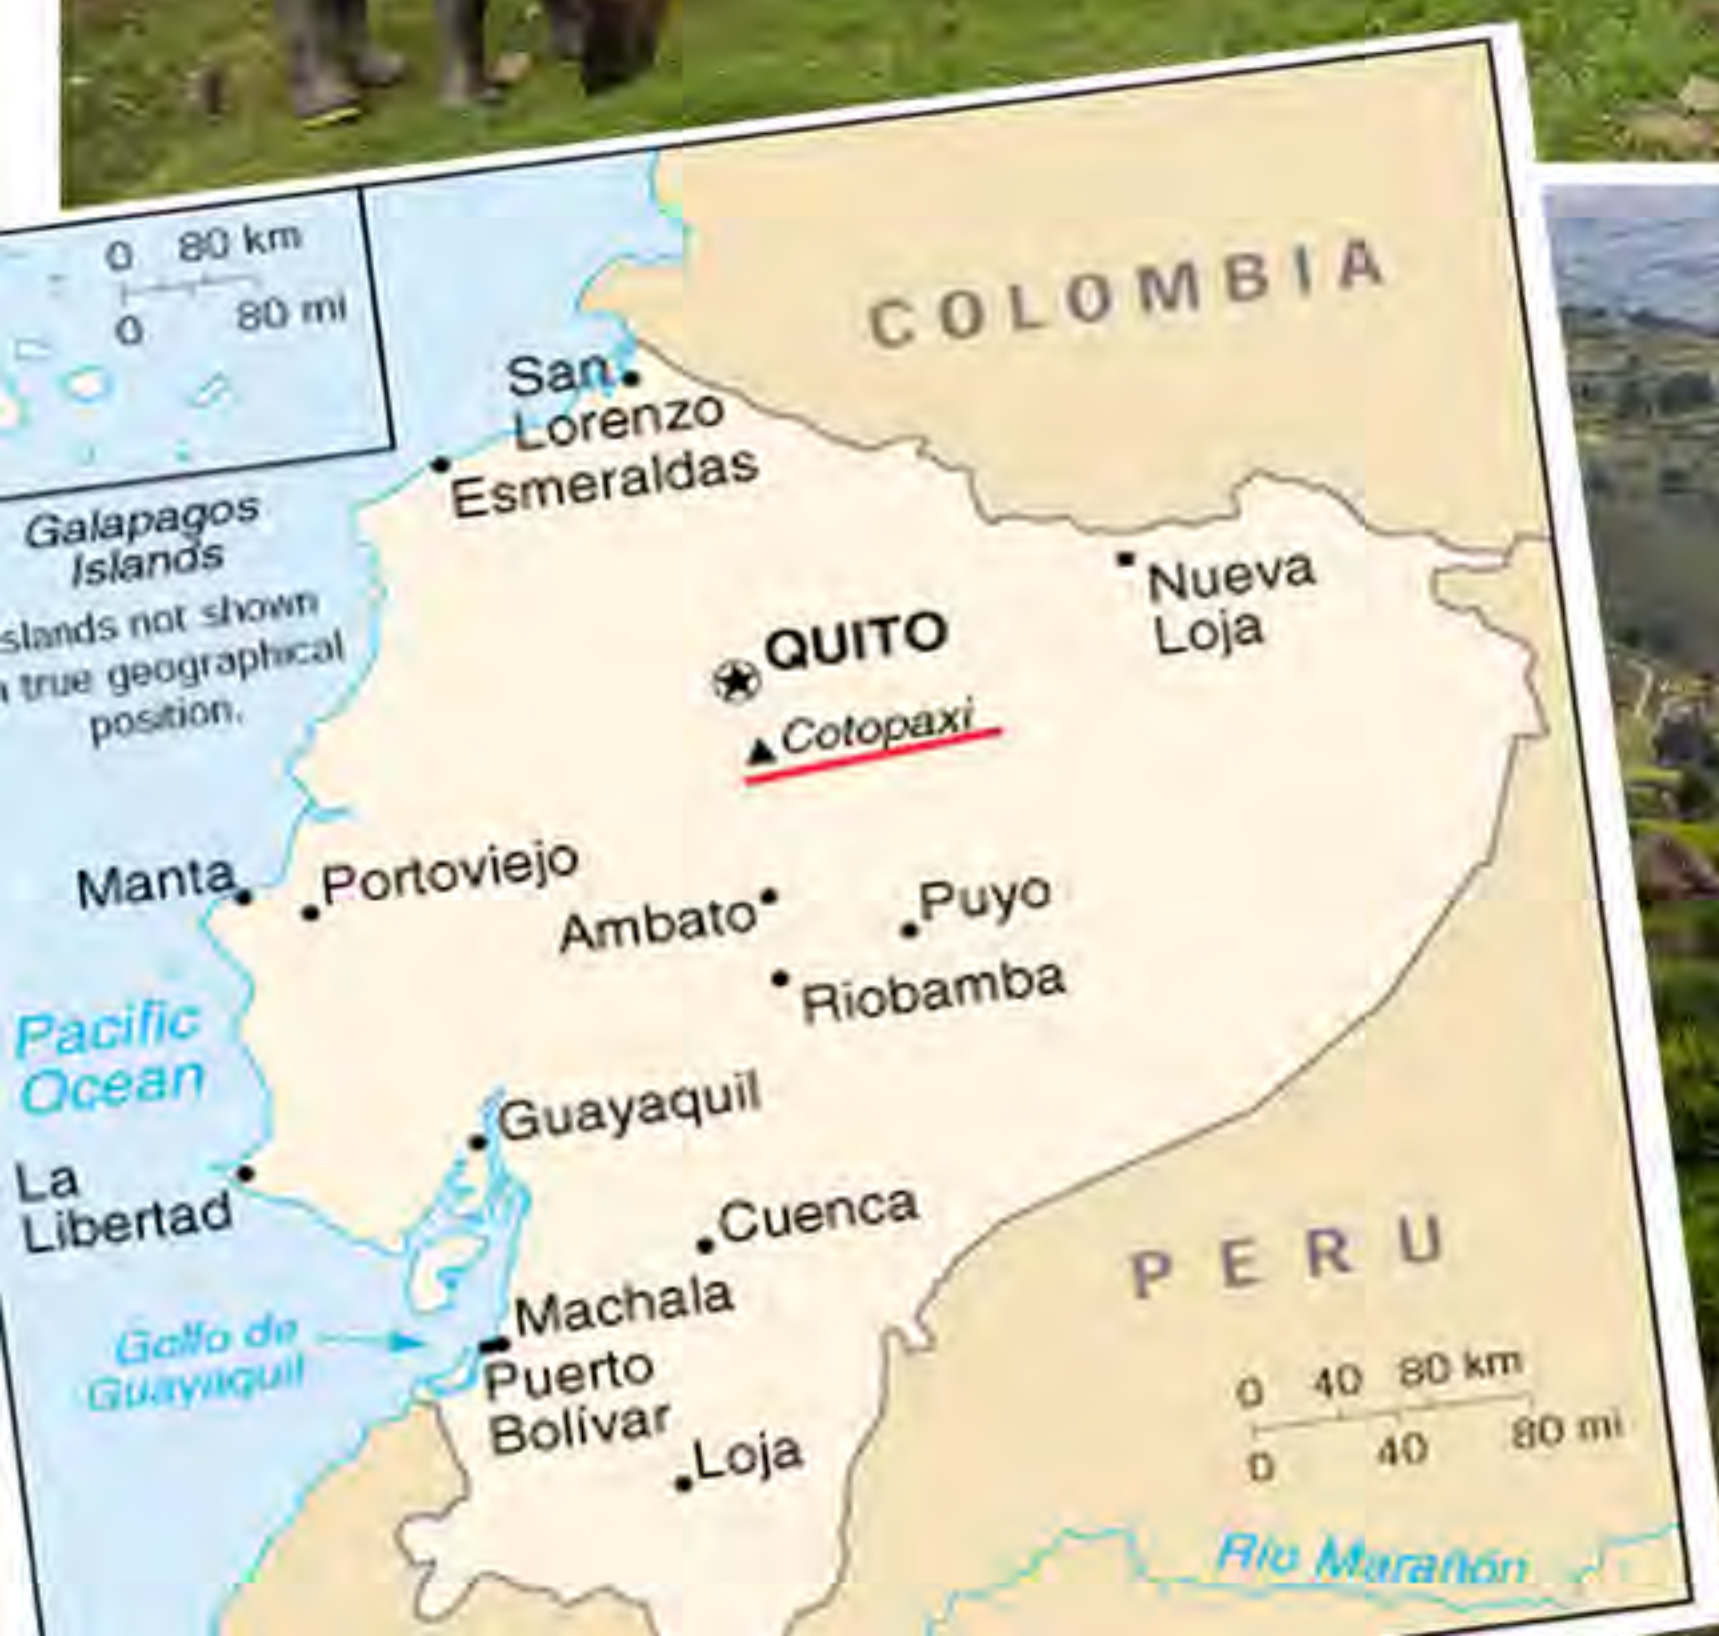 COLOMBIA
0 80 km
0 80 mi
San
Lorenzo
Esmeraldas
Galapagos
Islands
slands not shown
true geographical
position.
Nueva
Loja
QUITO
Cotopaxi
Manta
Portoviejo
Ambato
Puyo
Riobamba
Pacific
Ocean
Guayaquil
La
Libertad
Cuenca
PERU
Machala
Golfo de
Guayaquil
Puerto
Bolívar
Loja
0 40 80 km
0 40 80 mi
Río Marañón